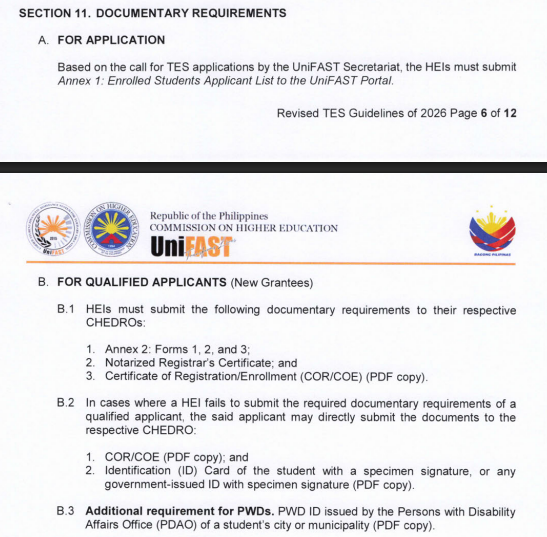 SECTION 11. DOCUMENTARY REQUIREMENTS
A. FOR APPLICATION
Based on the call for TES applications by the UniFAST Secretariat, the HEIs must submit
Annex 1: Enrolled Students Applicant List to the UniFAST Portal.
Revised TES Guidelines of 2026 Page 6 of 12
Republic of the Philippines
COMMISSION ON HIGHER EDUCATION
UniFAST
BAGONG PILIPINAS
B. FOR QUALIFIED APPLICANTS (New Grantees)
B.1 HEIs must submit the following documentary requirements to their respective
CHEDROs:
1. Annex 2: Forms 1, 2, and 3;
2. Notarized Registrar's Certificate; and
3. Certificate of Registration/Enrollment (COR/COE) (PDF copy).
B.2 In cases where a HEI fails to submit the required documentary requirements of a
qualified applicant, the said applicant may directly submit the documents to the
respective CHEDRO:
1. COR/COE (PDF copy); and
2. Identification (ID) Card of the student with a specimen signature, or any
government-issued ID with specimen signature (PDF copy).
B.3 Additional requirement for PWDs. PWD ID issued by the Persons with Disability
Affairs Office (PDAO) of a student's city or municipality (PDF copy).